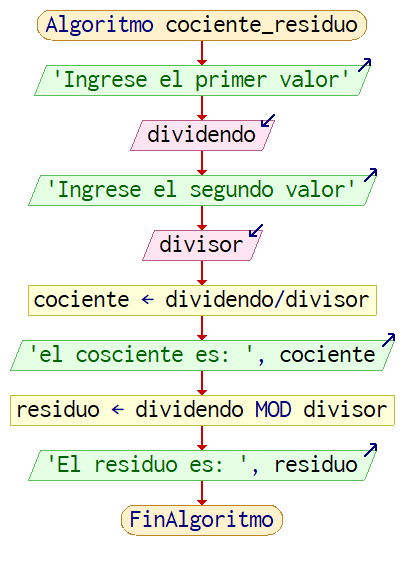 Algoritmo cociente_residuo
'Ingrese el primer valor'
dividendo
'Ingrese el segundo valor'
divisor
cociente ← dividendo/divisor
'el cosciente es: ', cociente
residuo ← dividendo MOD divisor
'El residuo es: ', residuo
FinAlgoritmo